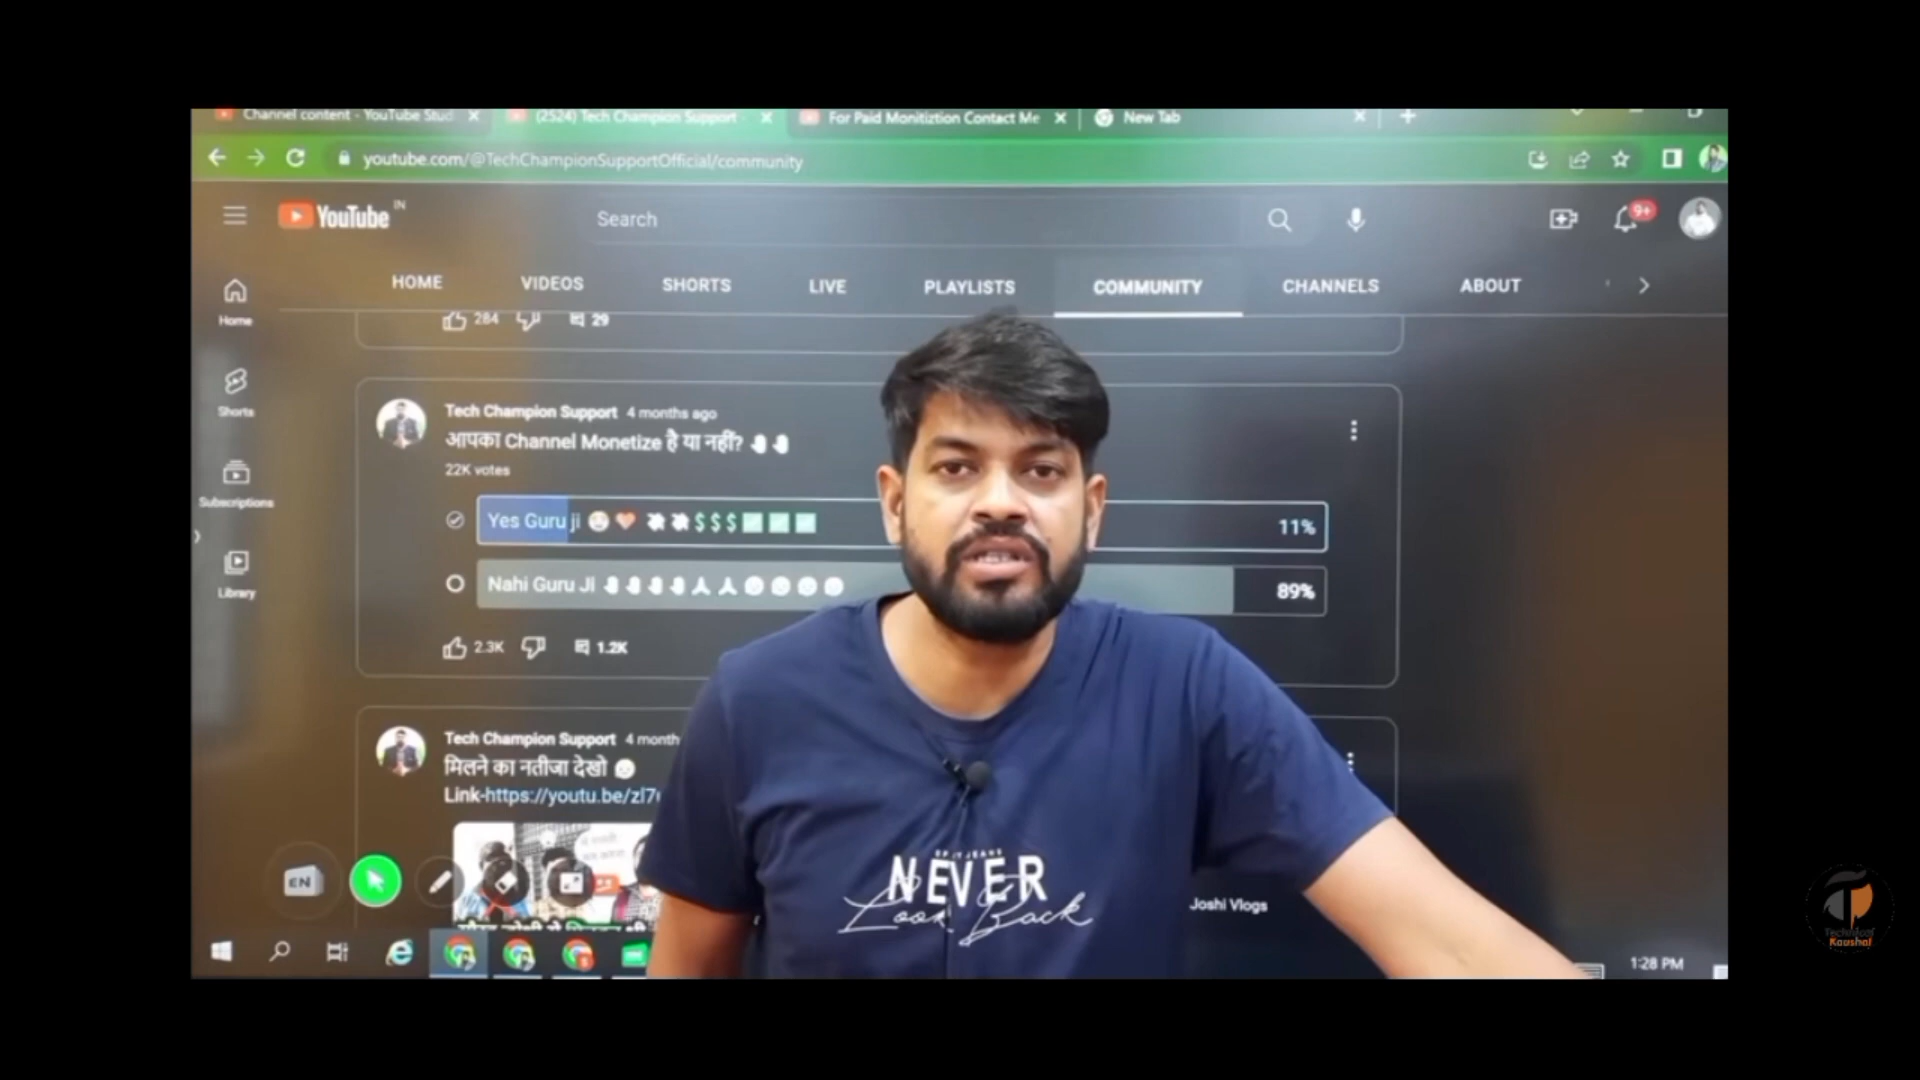 Channel content - YouTube Stud
(2524) Tech Champion Support -
For Paid Monitiztion Contact Me
New Tab
youtube.com/@TechChampionSupportOfficial/community
YouTube IN
Search
9+
HOME VIDEOS SHORTS LIVE PLAYLISTS COMMUNITY CHANNELS ABOUT
Home
284 29
Shorts
Tech Champion Support 4 months ago
आपका Channel Monetize है या नहीं?
22K votes
Subscriptions
Yes Guru ji $$$ 11%
Nahi Guru Ji 89%
Library
2.3K 1.2K
Tech Champion Support 4 month
मिलने का नतीजा देखो
Link-https://youtu.be/zl7
EN
OFIT JEANS
NEVER
Look Back
Joshi Vlogs
Technical
Kaushal
1:28 PM